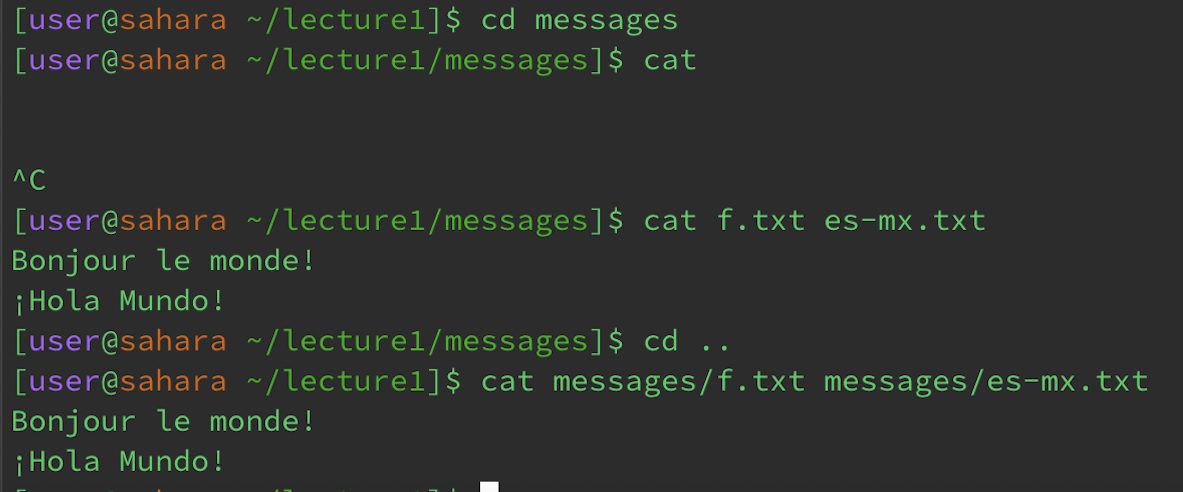 [user@sahara ~/lecture1]$ cd messages
[user@sahara ~/lecture1/messages]$ cat
^C
[user@sahara ~/lecture1/messages]$ cat f.txt es-mx.txt
Bonjour le monde!
¡Hola Mundo!
[user@sahara ~/lecture1/messages]$ cd ..
[user@sahara ~/lecture1]$ cat messages/f.txt messages/es-mx.txt
Bonjour le monde!
¡Hola Mundo!